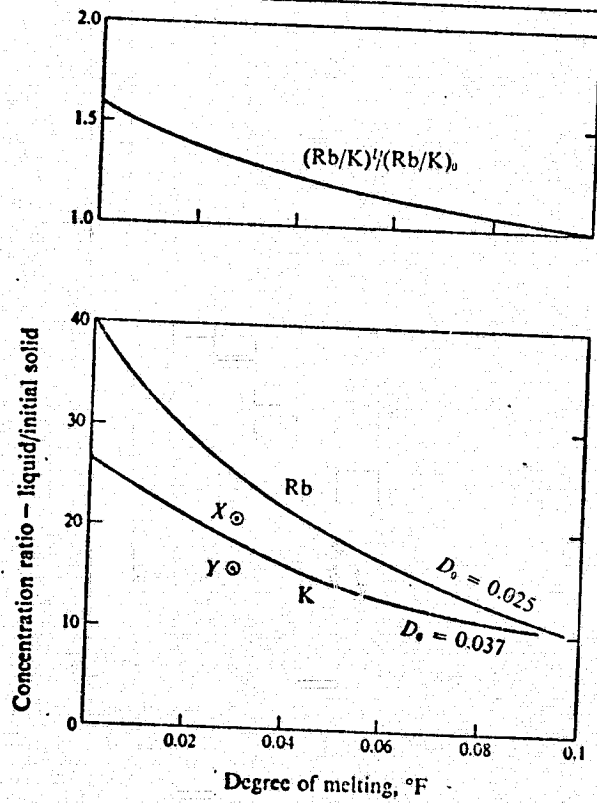 2.0
1.5
1.0
(Rb/K)ˡ/(Rb/K)₀
40
30
20
10
0
Concentration ratio – liquid/initial solid
Rb
X
Y
K
D₀ = 0.025
D₀ = 0.037
0.02
0.04
0.06
0.08
0.1
Degree of melting, °F